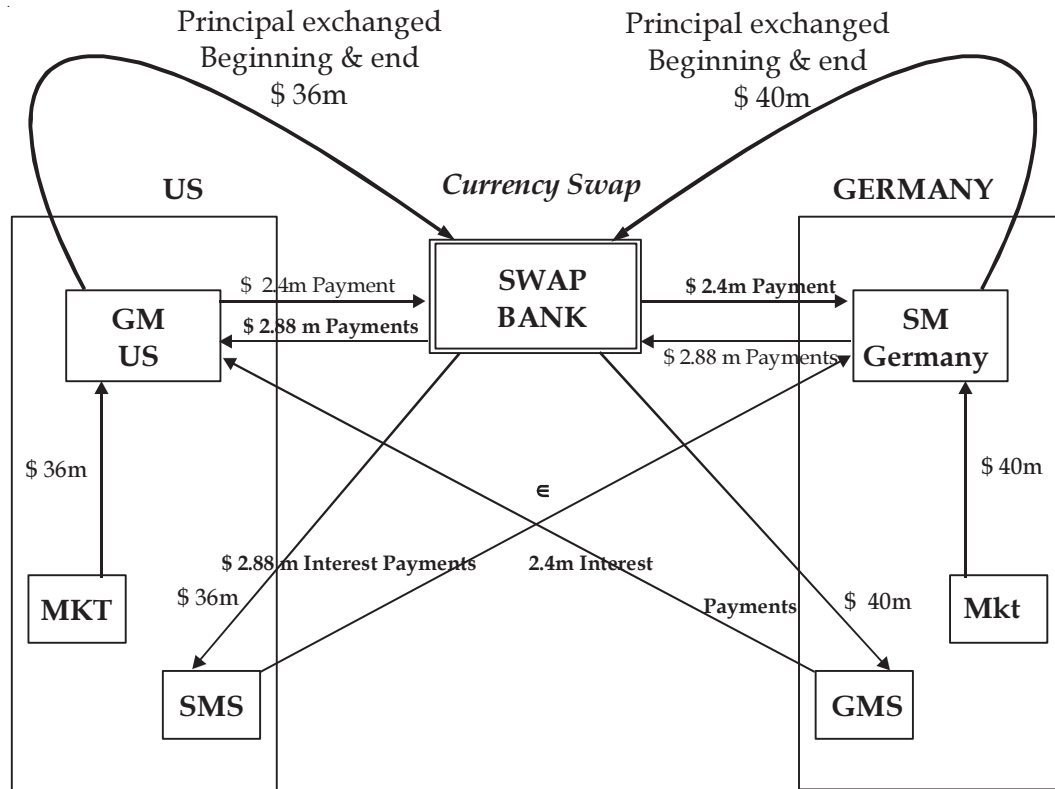 Principal exchanged
Beginning & end
$ 36m
Principal exchanged
Beginning & end
$ 40m
US
Currency Swap
GERMANY
GM
US
$ 2.4m Payment
$ 2.88 m Payments
SWAP
BANK
$ 2.4m Payment
$ 2.88 m Payments
SM
Germany
$ 36m
$ 40m
€
$ 2.88 m Interest Payments
2.4m Interest
Payments
$ 36m
$ 40m
MKT
Mkt
SMS
GMS